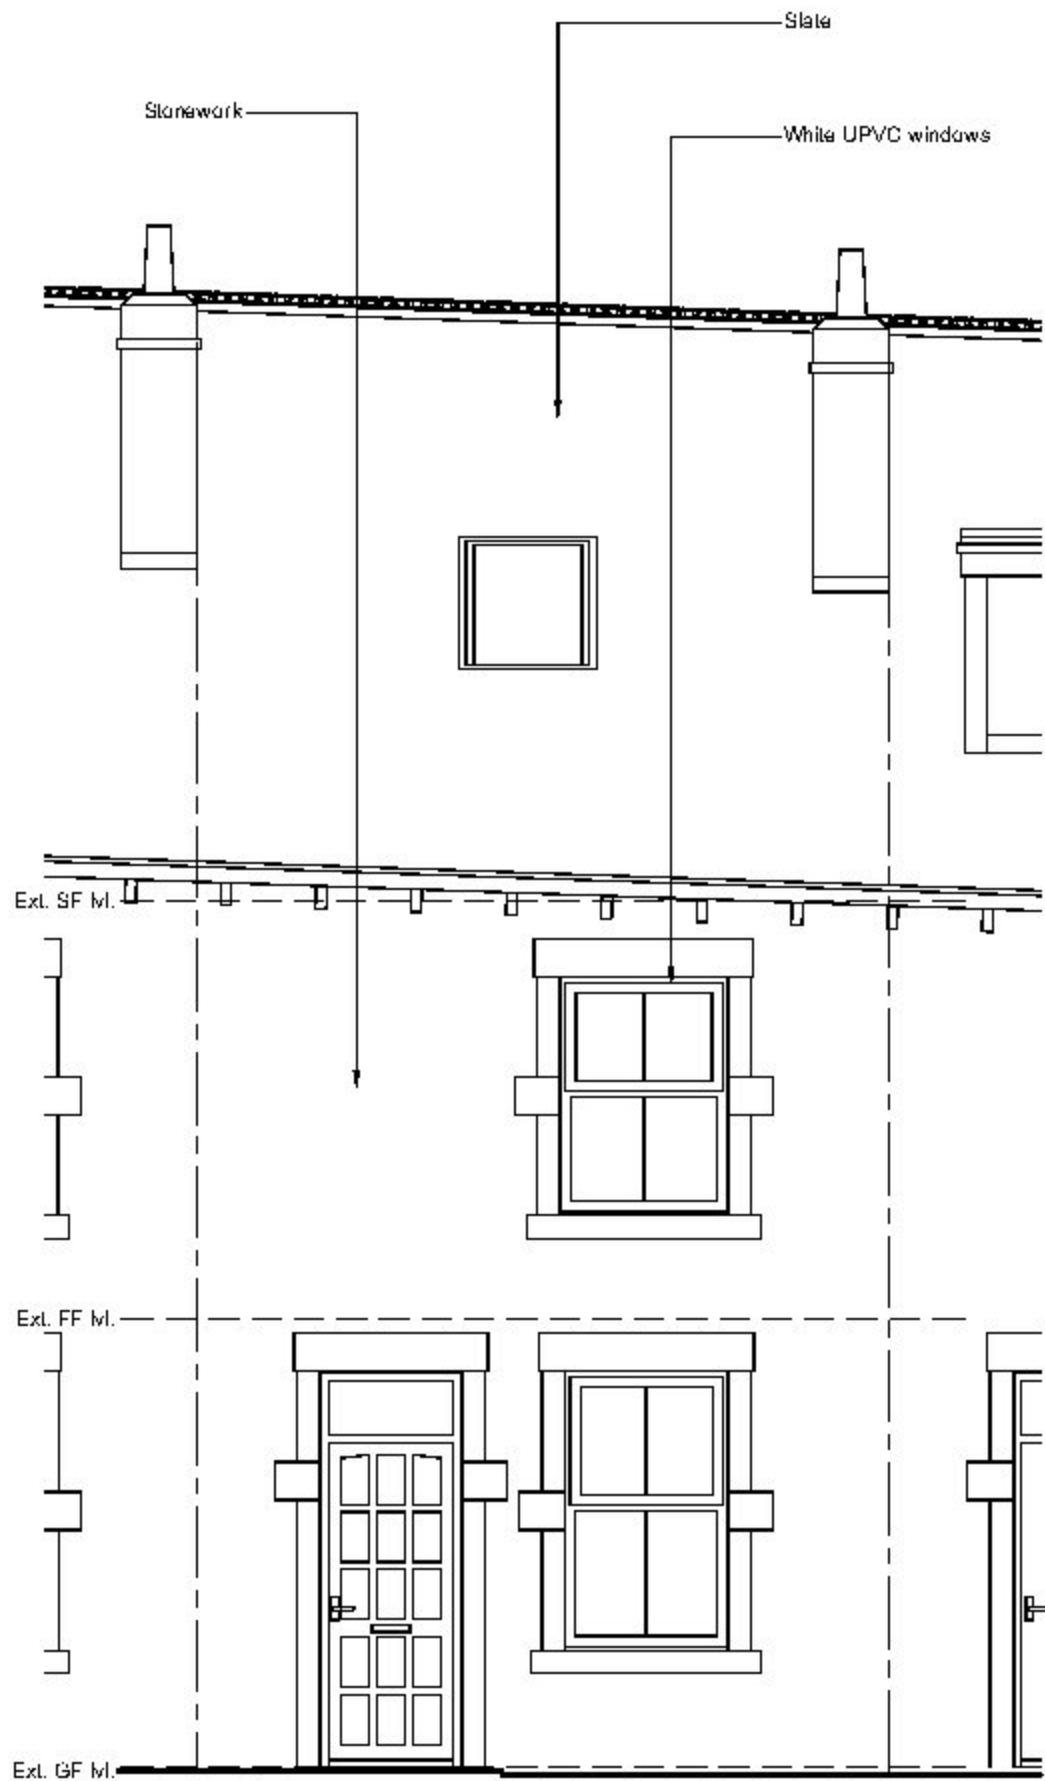 Slate
Stonework
White UPVC windows
Ext. SF lvl.
Ext. FF lvl.
Ext. GF lvl.